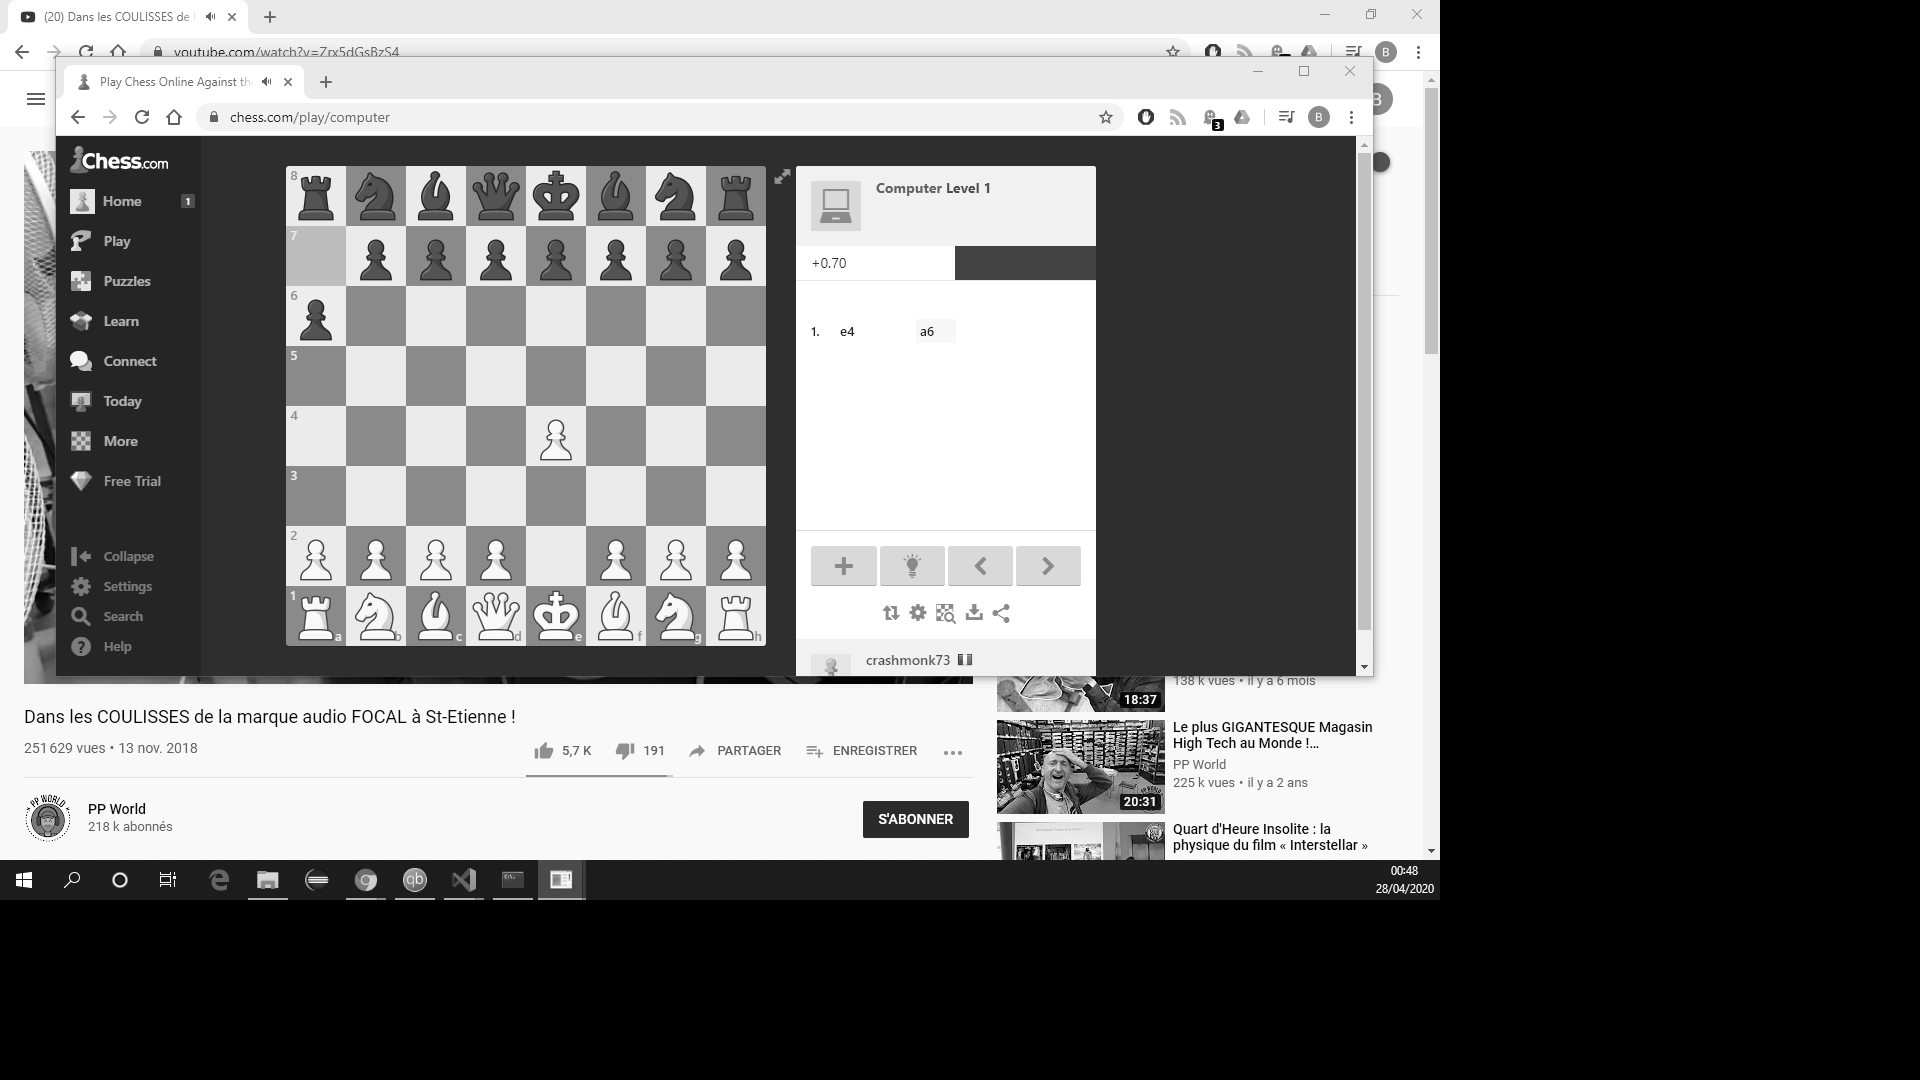 (20) Dans les COULISSES de
youtube.com/watch?v=Zrx5dGsBzS4
B
Play Chess Online Against th
chess.com/play/computer
3
B
B
Chess.com
Home 1
Play
Puzzles
Learn
Connect
Today
More
Free Trial
Collapse
Settings
Search
Help
8
7
6
5
4
3
2
1
a b c d e f g h
Computer Level 1
+0.70
1. e4 a6
crashmonk73
Dans les COULISSES de la marque audio FOCAL à St-Etienne !
251 629 vues • 13 nov. 2018
5,7 K 191 PARTAGER ENREGISTRER
PP WORLD
PP World
218 k abonnés
S'ABONNER
138 k vues • il y a 6 mois
18:37
Le plus GIGANTESQUE Magasin
High Tech au Monde !...
PP World
225 k vues • il y a 2 ans
20:31
Quart d'Heure Insolite : la
physique du film « Interstellar »
qb
00:48
28/04/2020